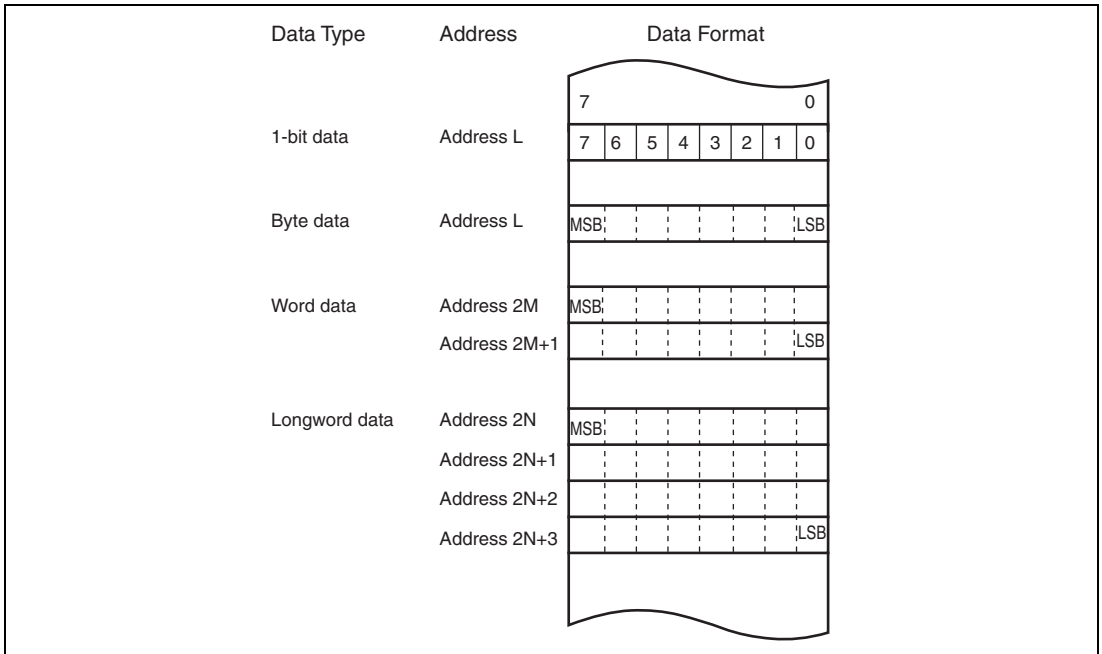 Data Type Address Data Format
7 0
1-bit data Address L 7 6 5 4 3 2 1 0
Byte data Address L MSB LSB
Word data Address 2M MSB
Address 2M+1 LSB
Longword data Address 2N MSB
Address 2N+1
Address 2N+2
Address 2N+3 LSB